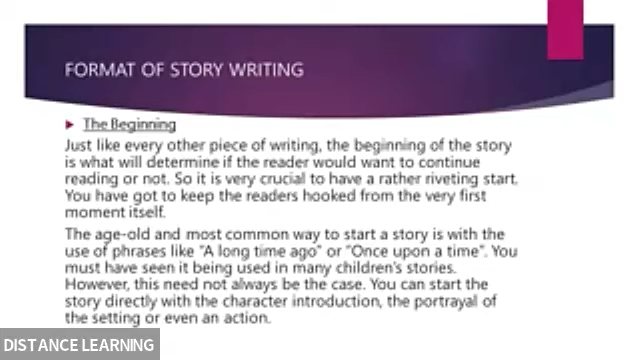 FORMAT OF STORY WRITING
The Beginning
Just like every other piece of writing, the beginning of the story
is what will determine if the reader would want to continue
reading or not. So it is very crucial to have a rather riveting start.
You have got to keep the readers hooked from the very first
moment itself.
The age-old and most common way to start a story is with the
use of phrases like "A long time ago" or "Once upon a time". You
must have seen it being used in many children's stories.
However, this need not always be the case. You can start the
story directly with the character introduction, the portrayal of
the setting or even an action.
DISTANCE LEARNING